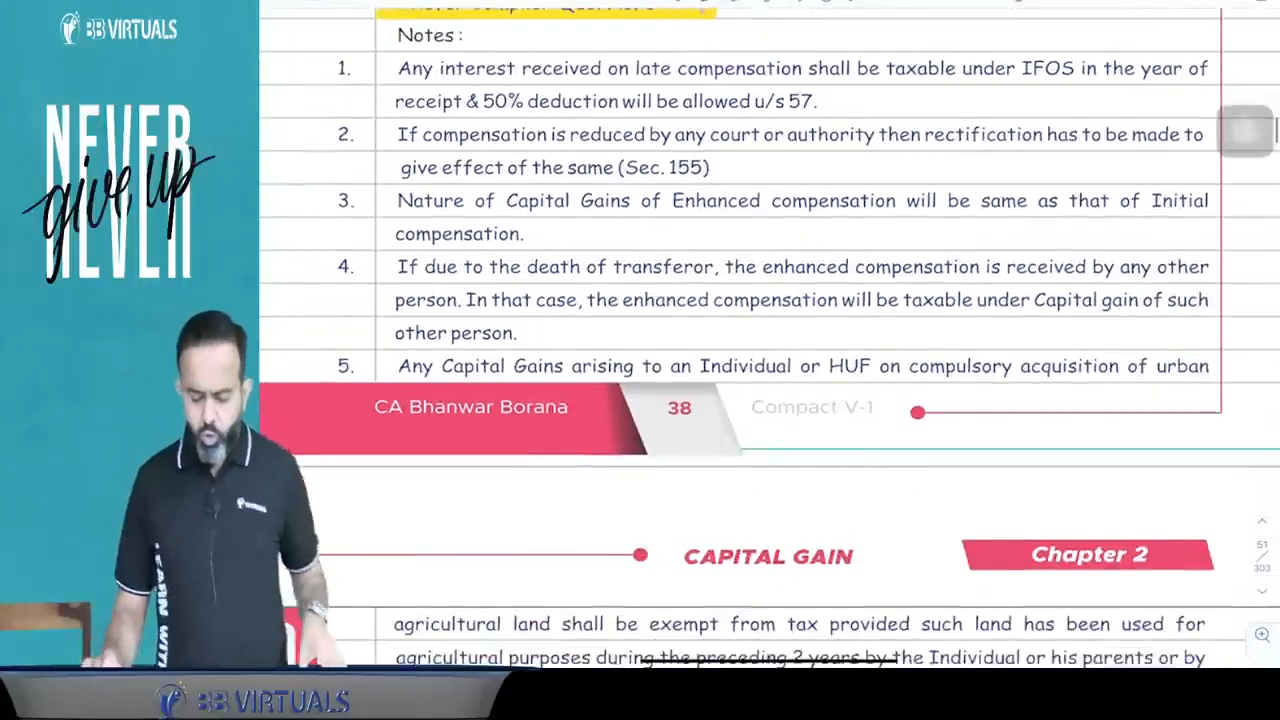 BB VIRTUALS
NEVER
give up
NEVER
Notes :
1. Any interest received on late compensation shall be taxable under IFOS in the year of
receipt & 50% deduction will be allowed u/s 57.
2. If compensation is reduced by any court or authority then rectification has to be made to
give effect of the same (Sec. 155)
3. Nature of Capital Gains of Enhanced compensation will be same as that of Initial
compensation.
4. If due to the death of transferor, the enhanced compensation is received by any other
person. In that case, the enhanced compensation will be taxable under Capital gain of such
other person.
5. Any Capital Gains arising to an Individual or HUF on compulsory acquisition of urban
CA Bhanwar Borana 38 Compact V-1
CAPITAL GAIN Chapter 2
51
303
agricultural land shall be exempt from tax provided such land has been used for
agricultural purposes during the preceding 2 years by the Individual or his parents or by
LEARN WIT
BB VIRTUALS